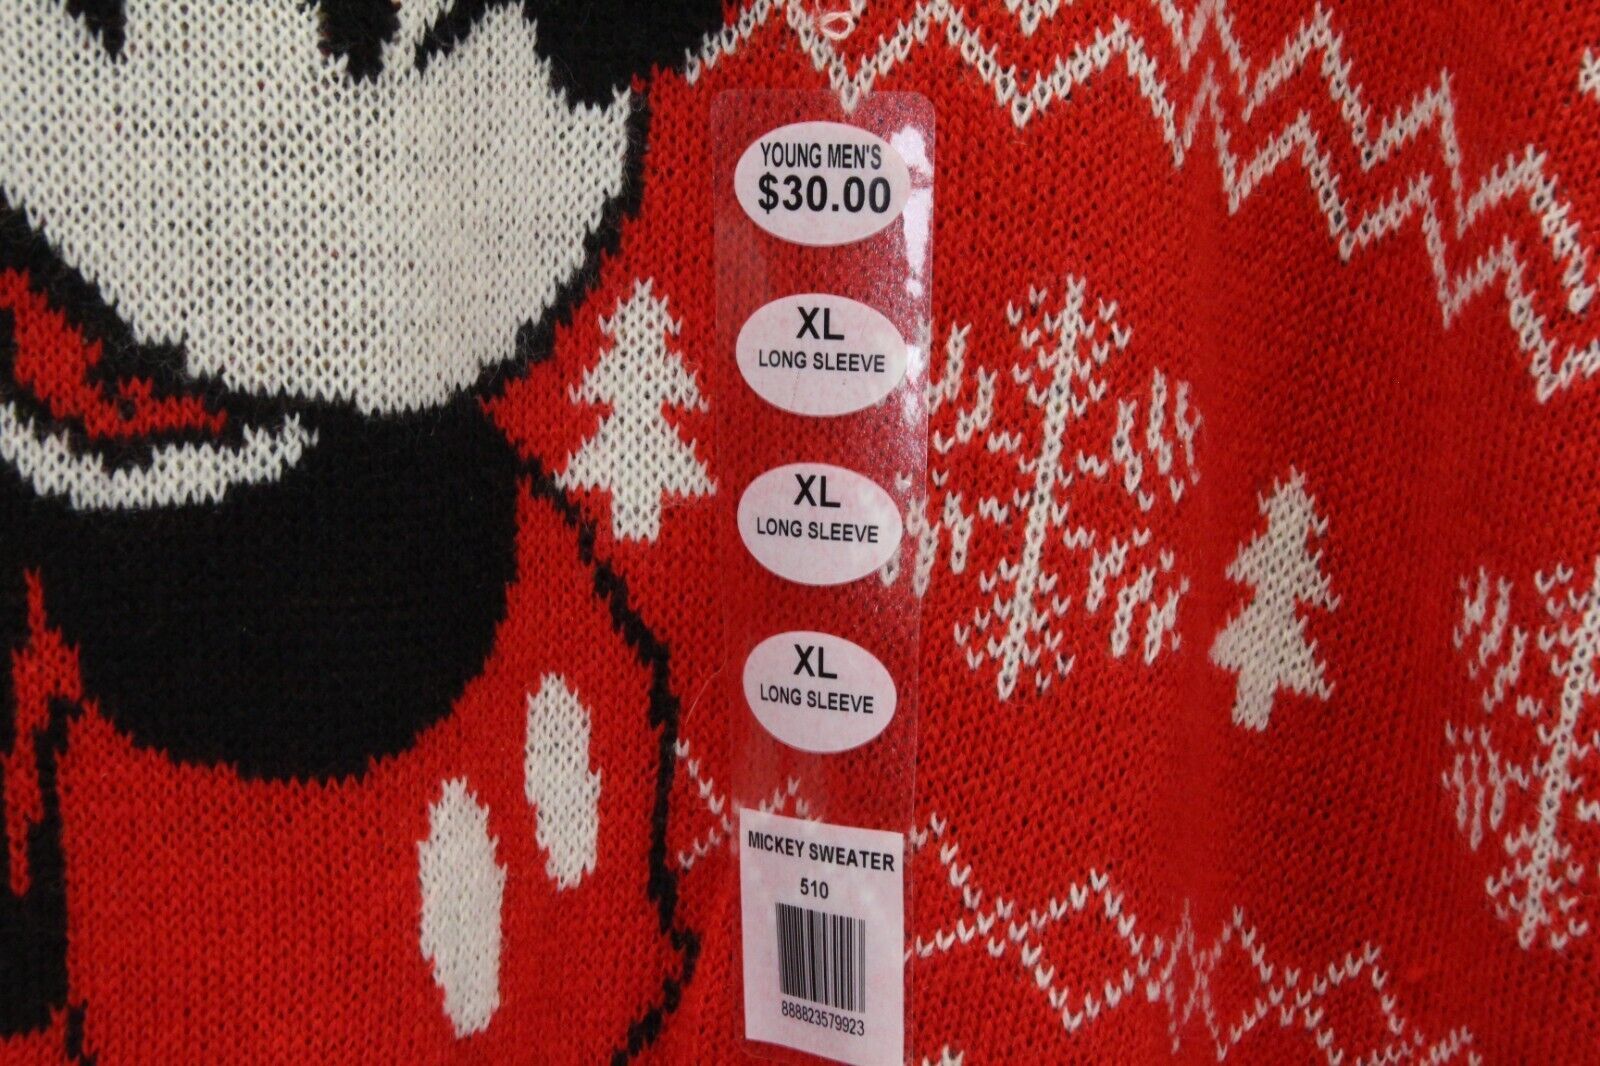 YOUNG MEN'S
$30.00
XL
LONG SLEEVE
XL
LONG SLEEVE
XL
LONG SLEEVE
MICKEY SWEATER
510
888823579923